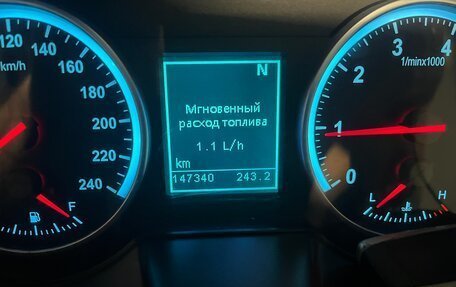 120 140
km/h 160
180
200
220
240
F
N
Мгновенный
расход топлива
1.1 L/h
km
147340 243.2
4
3
1/minx1000
2
1
0
L H